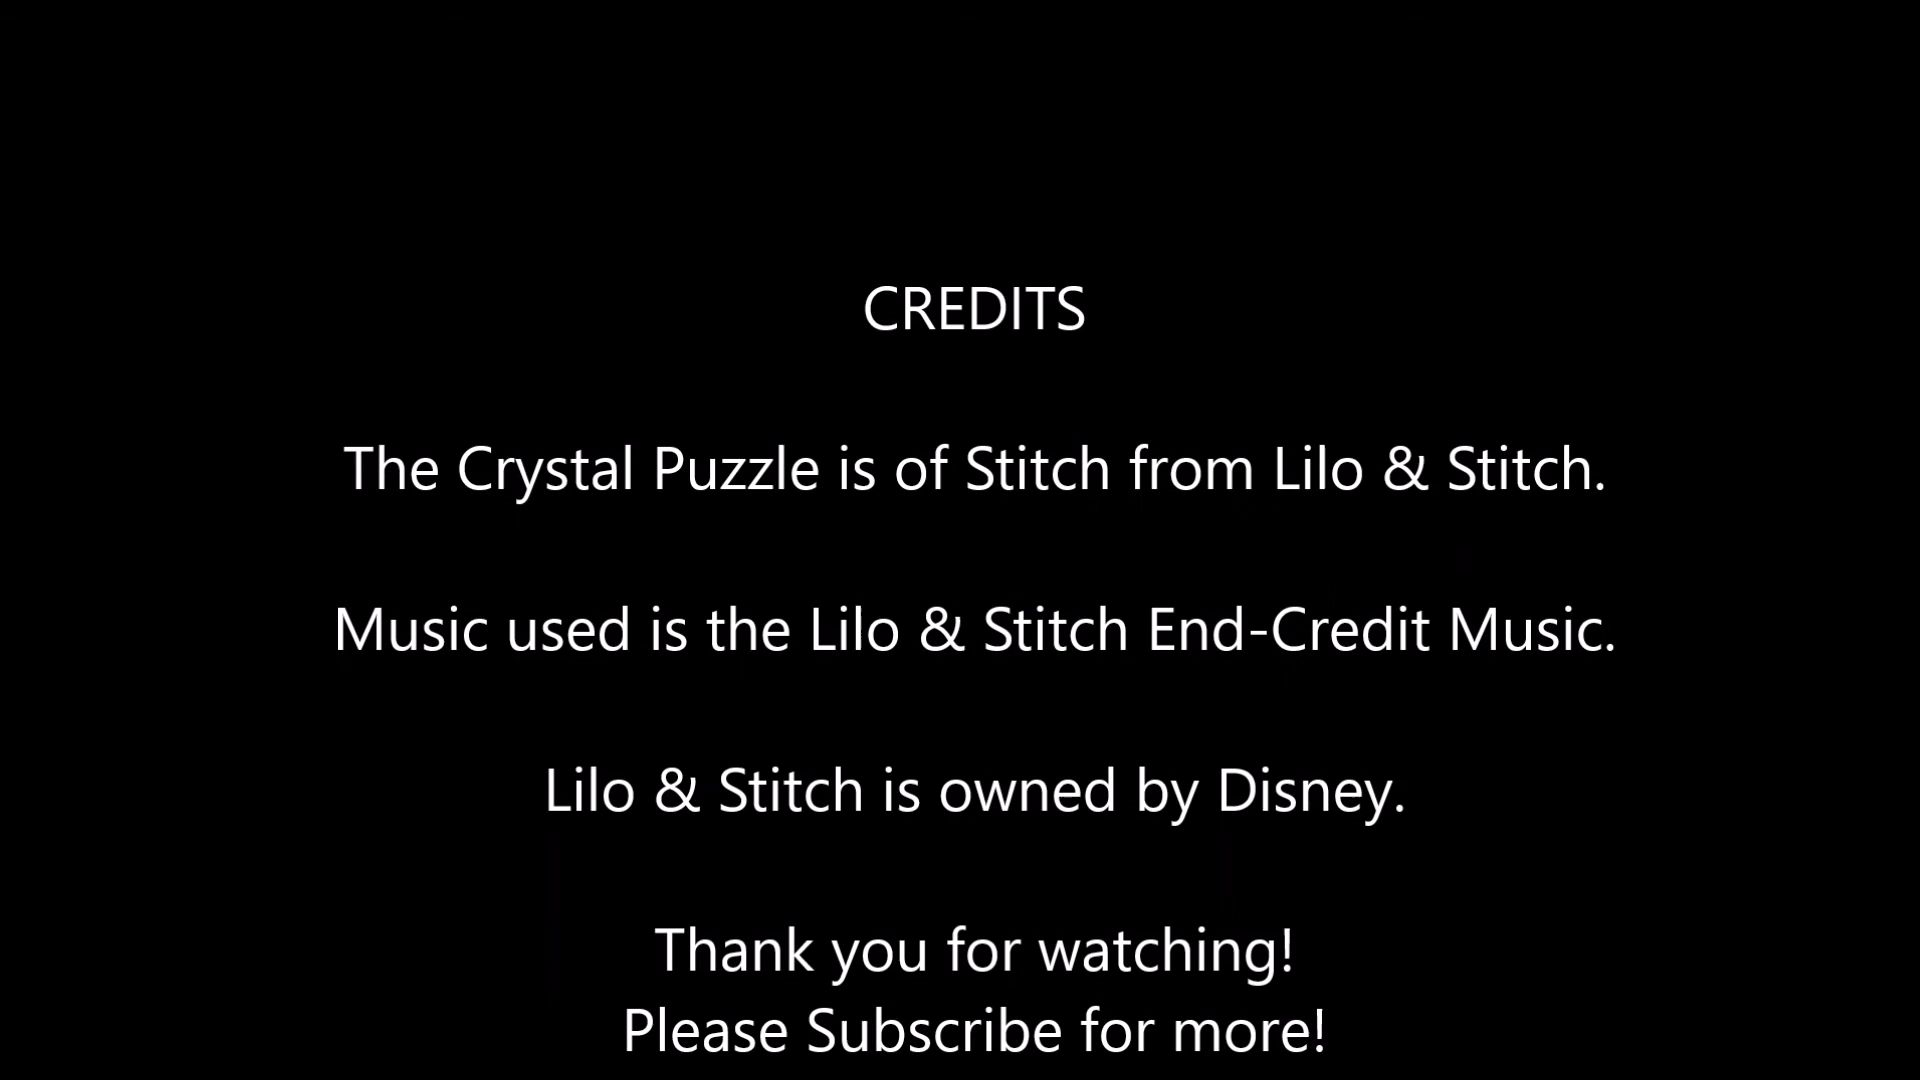 CREDITS
The Crystal Puzzle is of Stitch from Lilo & Stitch.
Music used is the Lilo & Stitch End-Credit Music.
Lilo & Stitch is owned by Disney.
Thank you for watching!
Please Subscribe for more!